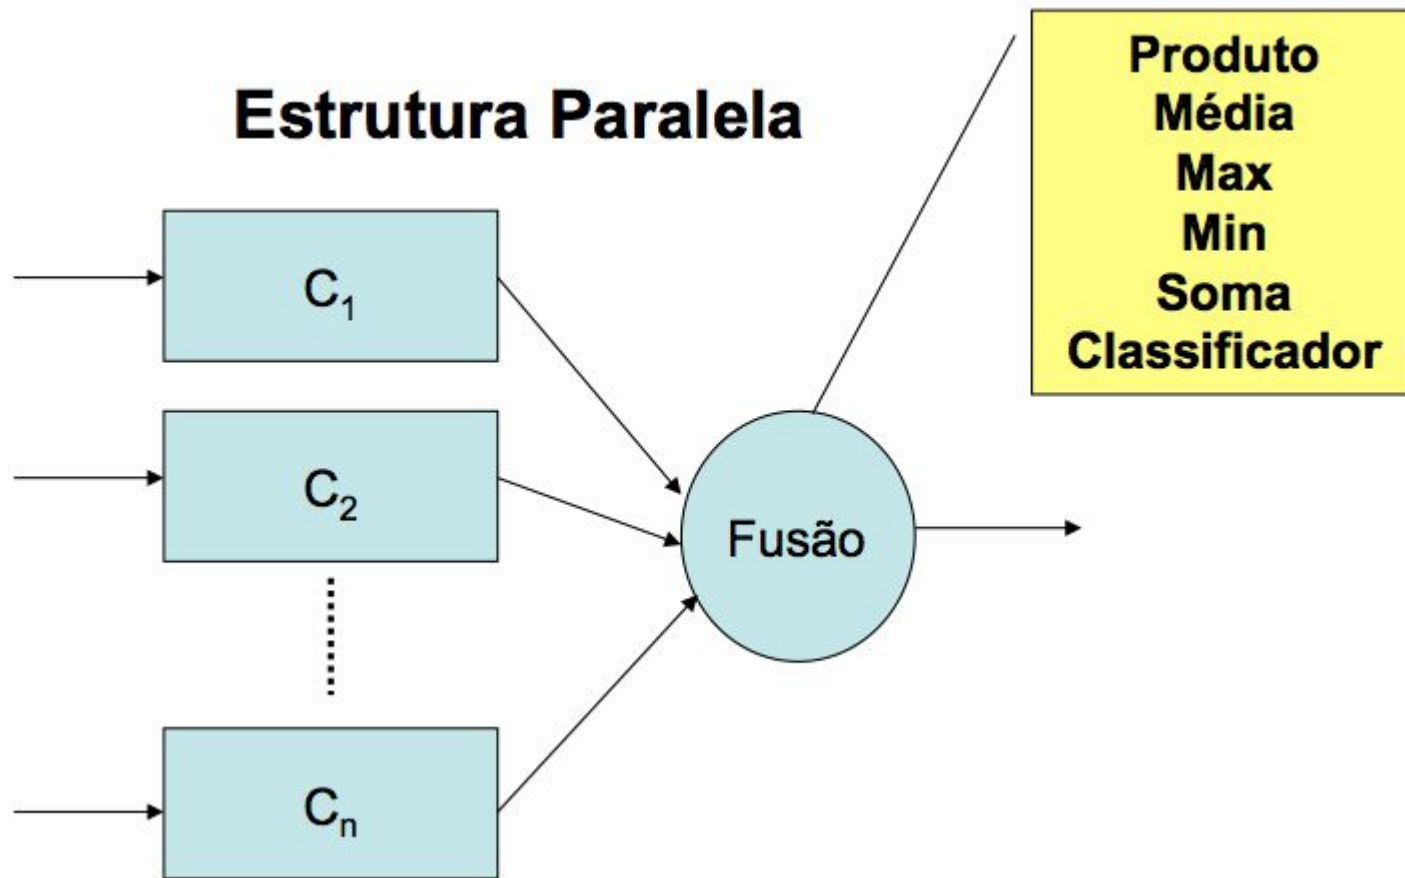 Estrutura Paralela
Produto
Média
Max
Min
Soma
Classificador
C₁
C₂
Fusão
Cₙ